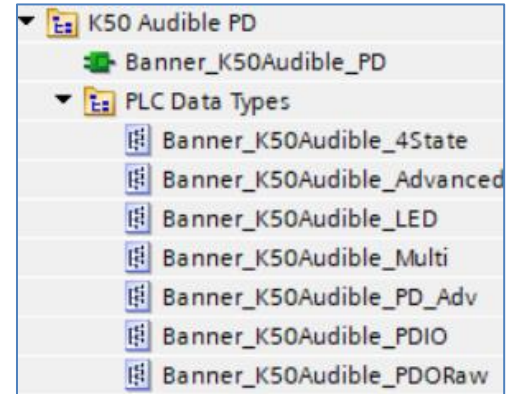 K50 Audible PD
Banner_K50Audible_PD
PLC Data Types
Banner_K50Audible_4State
Banner_K50Audible_Advanced
Banner_K50Audible_LED
Banner_K50Audible_Multi
Banner_K50Audible_PD_Adv
Banner_K50Audible_PDIO
Banner_K50Audible_PDORaw